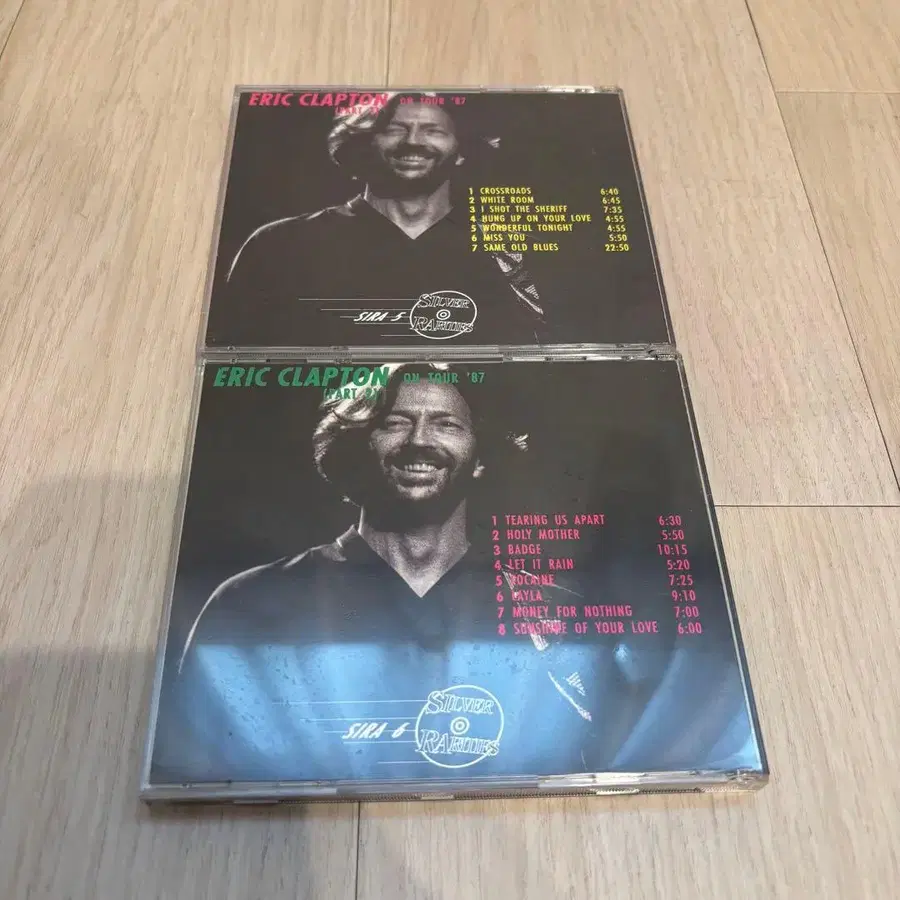 ERIC CLAPTON ON TOUR '87
1 CROSSROADS 6:40
2 WHITE ROOM 6:45
3 I SHOT THE SHERIFF 7:35
4 HUNG UP ON YOUR LOVE 4:55
5 WONDERFUL TONIGHT 4:55
6 MISS YOU 5:50
7 SAME OLD BLUES 22:50
SIRA 5
SILVER
RARITIES
ERIC CLAPTON ON TOUR '87
1 TEARING US APART 6:30
2 HOLY MOTHER 5:50
3 BADGE 10:15
4 LET IT RAIN 5:20
5 COCAINE 7:25
6 LAYLA 9:10
7 MONEY FOR NOTHING 7:00
8 SUNSHINE OF YOUR LOVE 6:00
SIRA 6
SILVER
RARITIES